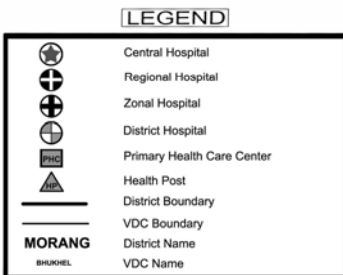 LEGEND
Central Hospital
Regional Hospital
Zonal Hospital
District Hospital
PHC Primary Health Care Center
HP Health Post
District Boundary
VDC Boundary
MORANG District Name
BHUKHEL VDC Name